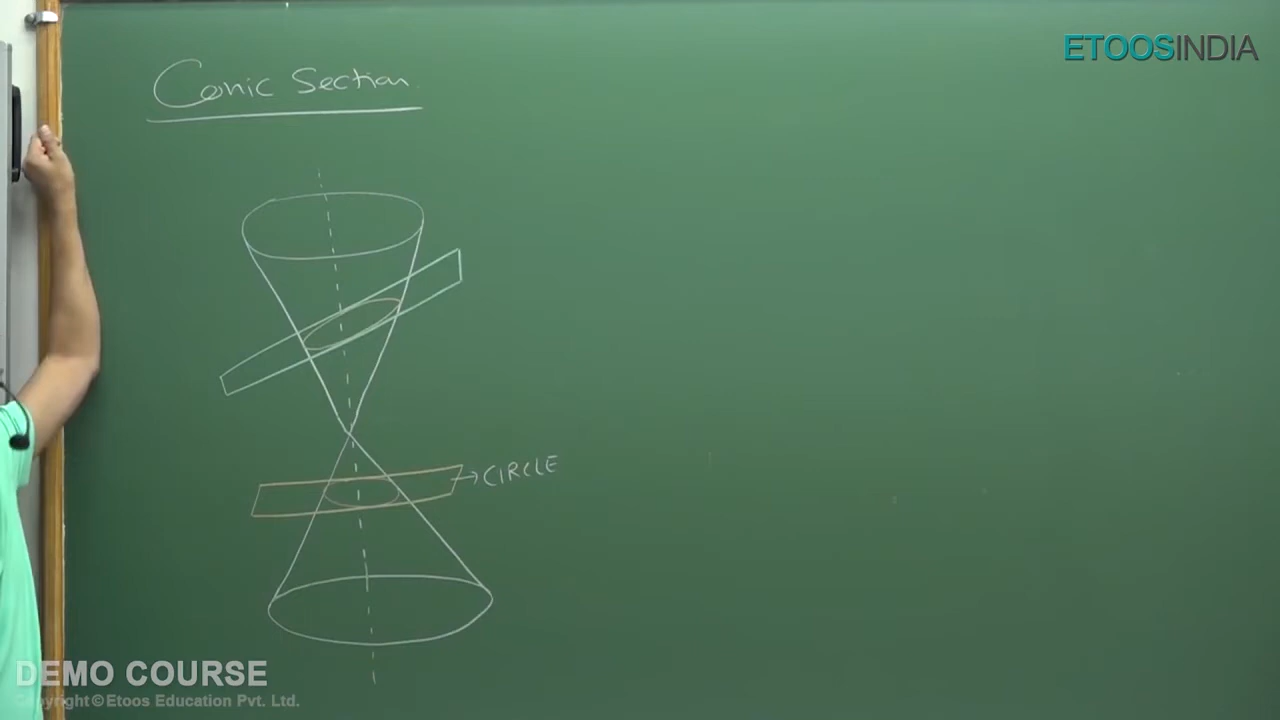 ETOOSINDIA
Conic Section
→CIRCLE
DEMO COURSE
Copyright © Etoos Education Pvt. Ltd.